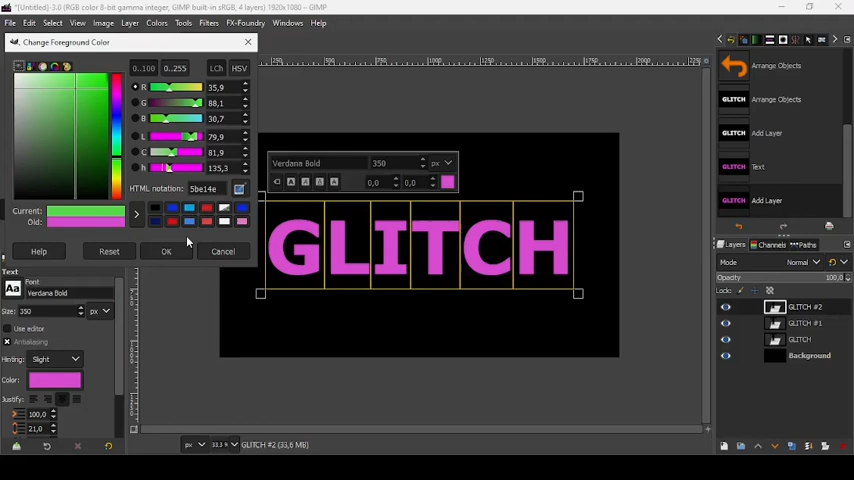 *[Untitled]-3.0 (RGB color 8-bit gamma integer, GIMP built-in sRGB, 4 layers) 1920x1080 – GIMP
File Edit Select View Image Layer Colors Tools Filters FX-Foundry Windows Help
Change Foreground Color
0..100 0..255 LCh HSV
R 35,9
G 88,1
B 30,7
L 79,9
C 81,9
h 135,3
HTML notation: 5be14e
Current:
Old:
Help Reset OK Cancel
Text
Font
Aa Verdana Bold
Size: 350 px
Use editor
Antialiasing
Hinting: Slight
Color:
Justify:
100,0
21,0
Verdana Bold 350 px
0,0 0,0
GLITCH
px 33.3 % GLITCH #2 (33,6 MB)
Arrange Objects
GLITCH Arrange Objects
GLITCH Add Layer
GLITCH Text
GLITCH Add Layer
Layers Channels Paths
Mode Normal
Opacity 100,0
Lock:
GLITCH #2
GLITCH #1
GLITCH
Background